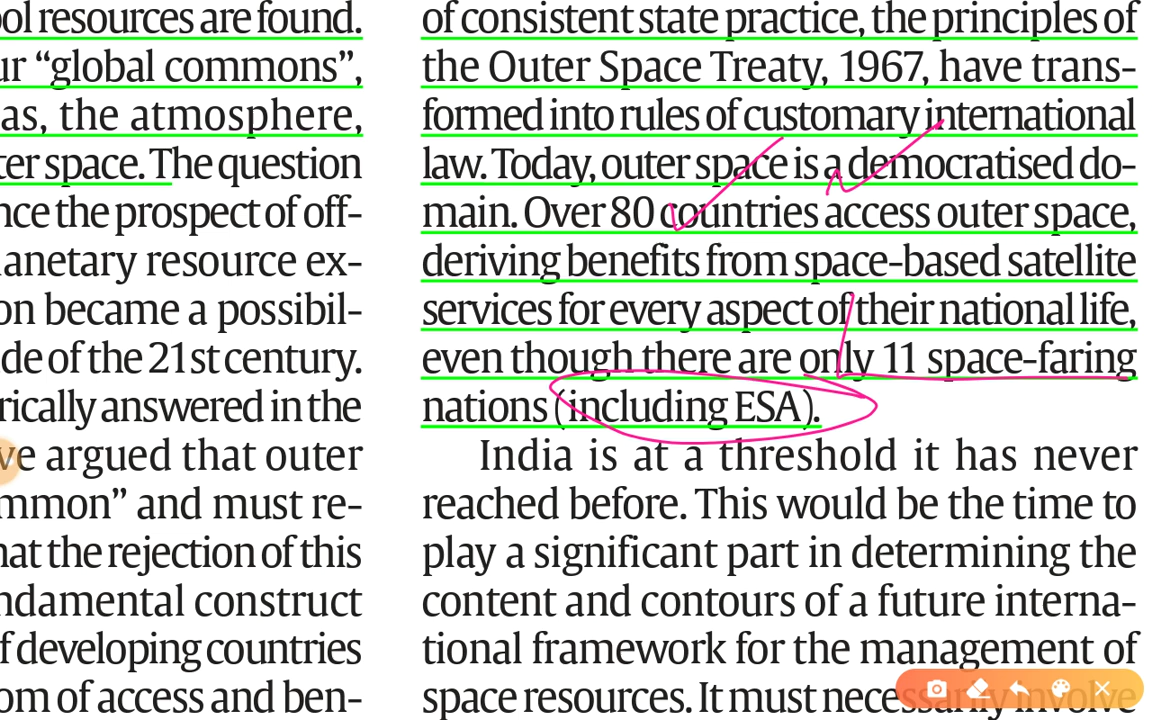 ol resources are found.
ur “global commons”,
as, the atmosphere,
ter space. The question
nce the prospect of off-
lanetary resource ex-
on became a possibil-
de of the 21st century.
rically answered in the
ve argued that outer
mmon” and must re-
hat the rejection of this
ndamental construct
f developing countries
om of access and ben-
of consistent state practice, the principles of
the Outer Space Treaty, 1967, have trans-
formed into rules of customary international
law. Today, outer space is a democratised do-
main. Over 80 countries access outer space,
deriving benefits from space-based satellite
services for every aspect of their national life,
even though there are only 11 space-faring
nations (including ESA).
India is at a threshold it has never
reached before. This would be the time to
play a significant part in determining the
content and contours of a future interna-
tional framework for the management of
space resources. It must necessarily involve